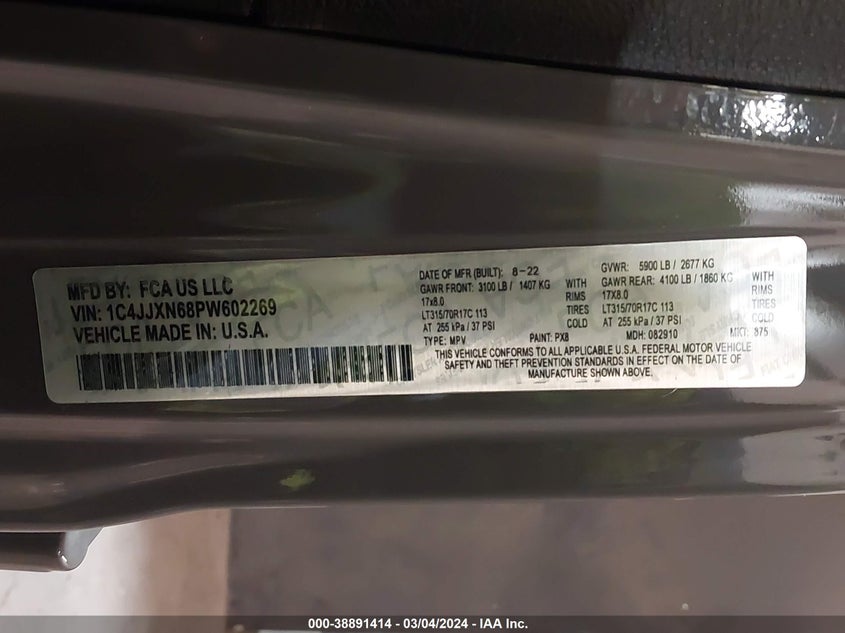 MFD BY: FCA US LLC
VIN: 1C4JJXN68PW602269
VEHICLE MADE IN U.S.A.
DATE OF MFR (BUILT): 8-22
GAWR FRONT: 3100 LB / 1407 KG WITH
17x8.0 RIMS
LT315/70R17C 113 TIRES
AT 255 kPa / 37 PSI
TYPE: MPV
GVWR: 5900 LB / 2677 KG
GAWR REAR: 4100 LB / 1860 KG WITH
17X8.0 RIMS
LT315/70R17C 113 TIRES
AT 255 kPa / 37 PSI
PAINT: PX8 MDH: 082910 MKT: 875
THIS VEHICLE CONFORMS TO ALL APPLICABLE U.S.A. FEDERAL MOTOR VEHICLE
SAFETY AND THEFT PREVENTION STANDARDS IN EFFECT ON THE DATE OF
MANUFACTURE SHOWN ABOVE.
000-38891414 — 03/04/2024 — IAA Inc.